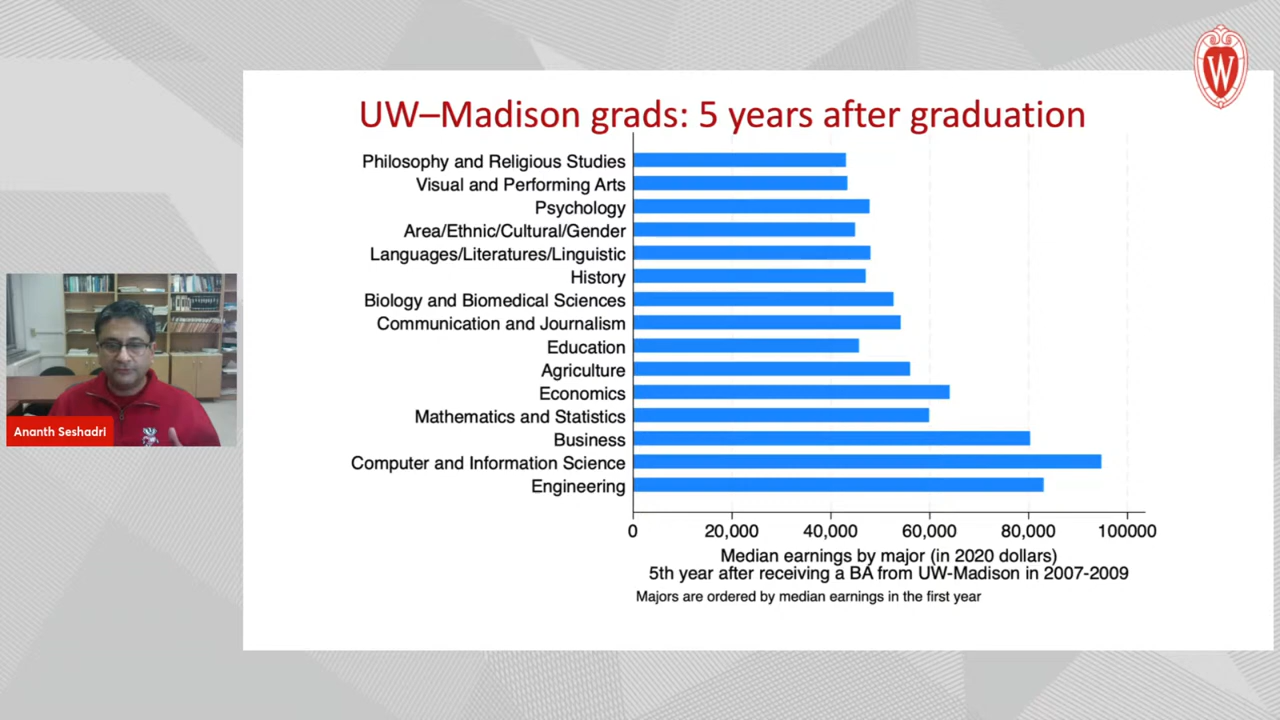 W
UW–Madison grads: 5 years after graduation
Philosophy and Religious Studies
Visual and Performing Arts
Psychology
Area/Ethnic/Cultural/Gender
Languages/Literatures/Linguistic
History
Biology and Biomedical Sciences
Communication and Journalism
Education
Agriculture
Economics
Mathematics and Statistics
Business
Computer and Information Science
Engineering
0 20,000 40,000 60,000 80,000 100000
Median earnings by major (in 2020 dollars)
5th year after receiving a BA from UW-Madison in 2007-2009
Majors are ordered by median earnings in the first year
Ananth Seshadri